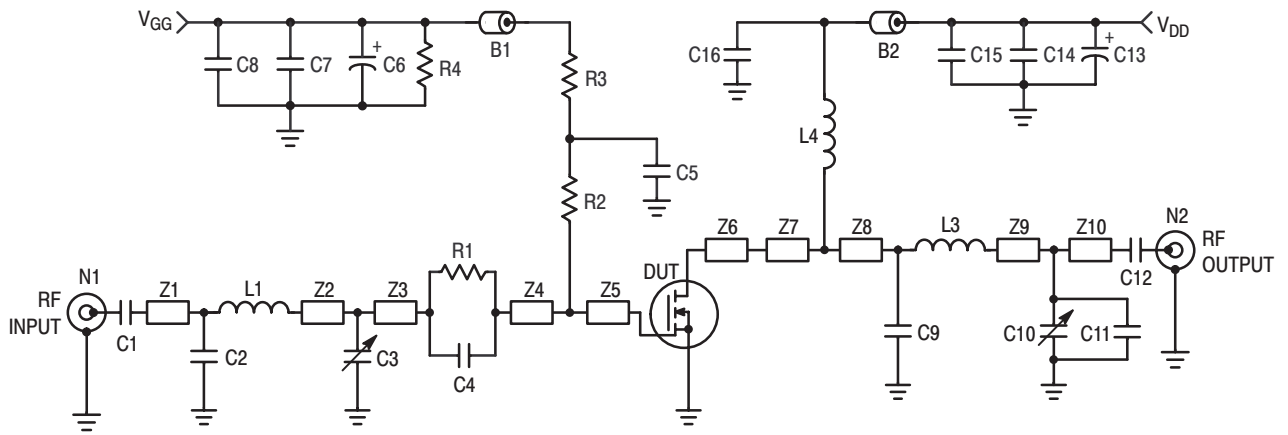 VGG
B1
C8
C7
+
C6
R4
R3
C5
R2
C16
B2
VDD
C15
C14
+
C13
L4
N1
RF
INPUT
C1
Z1
L1
Z2
Z3
R1
C4
Z4
Z5
C2
C3
DUT
Z6
Z7
Z8
L3
Z9
Z10
N2
RF
OUTPUT
C12
C9
C10
C11